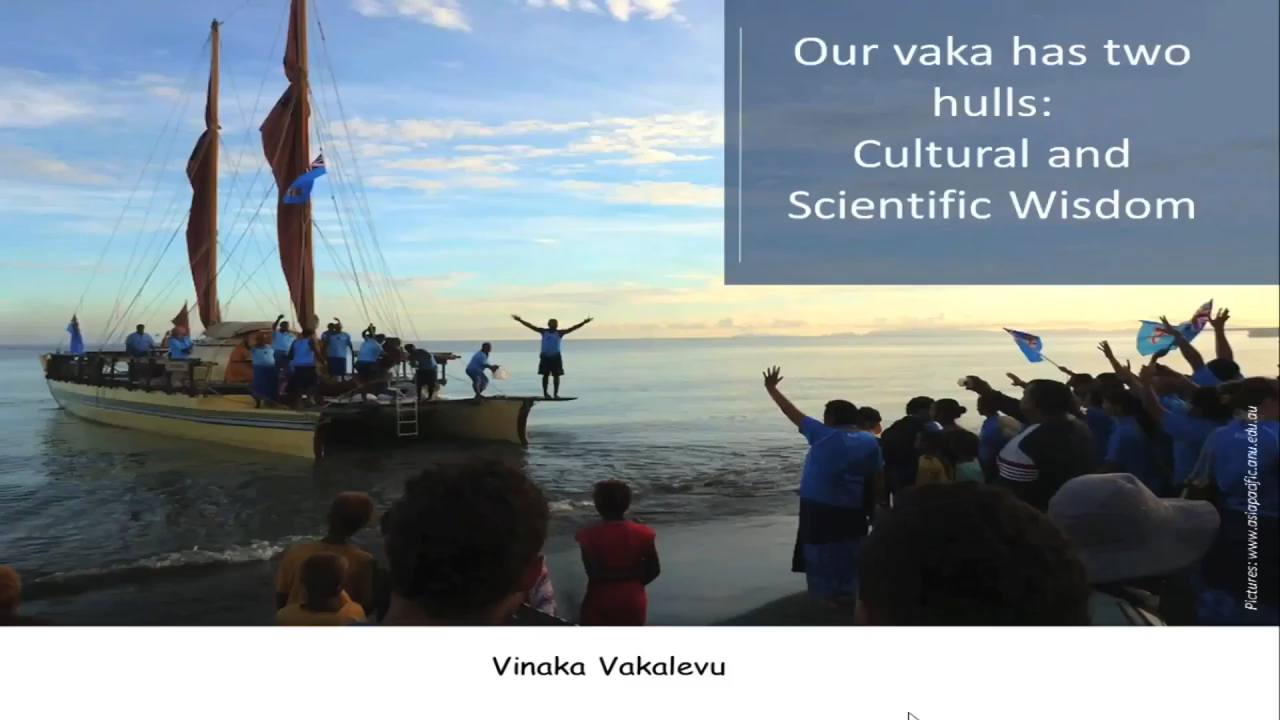 Our vaka has two
hulls:
Cultural and
Scientific Wisdom
Pictures: www.asiapacific.anu.edu.au
Vinaka Vakalevu